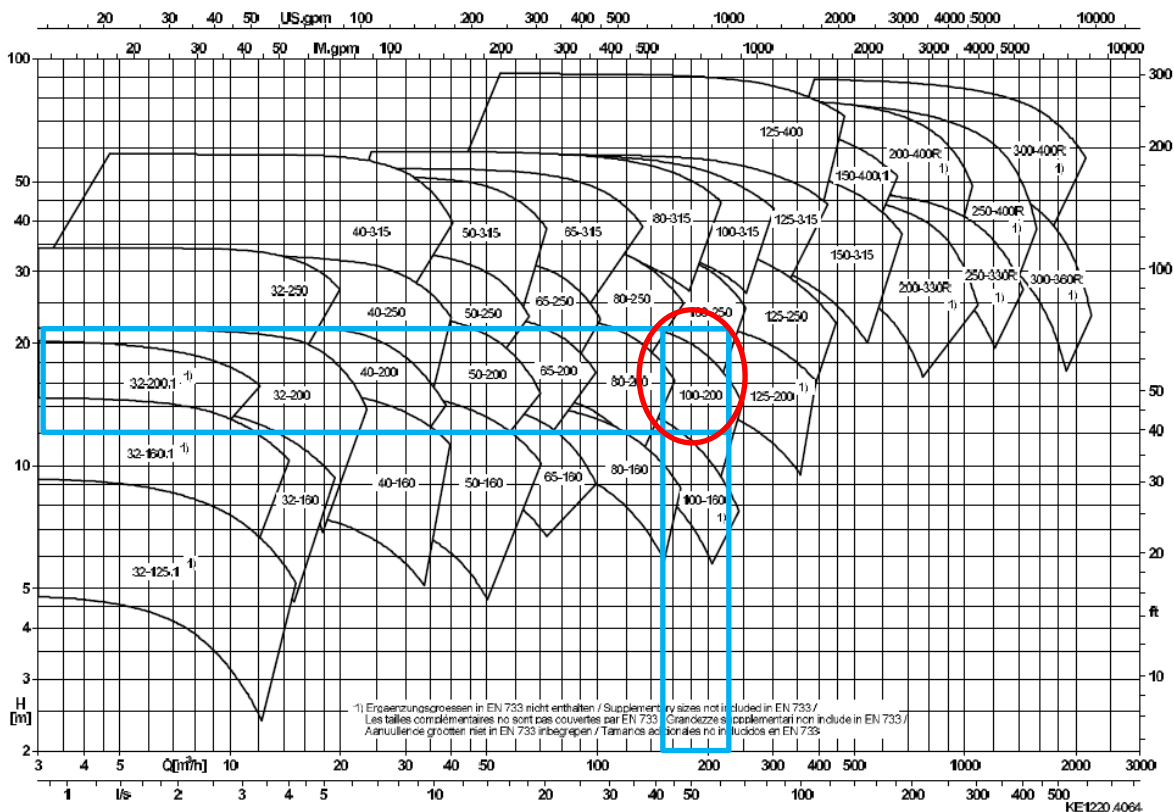 20 30 40 50 100 200 300 400 500 1000 2000 3000 4000 5000 10000
US.gpm
20 30 40 50 100 200 300 400 500 1000 2000 3000 4000 5000 10000
IM.gpm
100 50 40 30 20 10 5 4 3 2
H
[m]
300 200 100 50 40 30 20 10
ft
125-400
200-400R
1)
300-400R
1)
150-400.1
40-315
50-315
65-315
80-315
100-315
125-315
250-400R
1)
150-315
200-330R
1)
250-330R
1)
300-360R
1)
32-250
40-250
50-250
65-250
80-250
100-250
125-250
32-200.1 1)
32-200
40-200
50-200
65-200
80-200
100-200
125-200 1)
32-160.1 1)
32-160
40-160
50-160
65-160
80-160
100-160
1)
32-125.1 1)
1) Ergaenzungsgroessen in EN 733 nicht enthalten / Supplementary sizes not included in EN 733 /
Les tailles complémentaires no sont pas couvertes par EN 733 / Grandezze supplementari non include in EN 733 /
Aanvullende grootten niet in EN 733 inbegrepen / Tamanos adicionales no incluidos en EN 733
3 4 5 Q[m³/h] 10 20 30 40 50 100 200 300 400 500 1000 2000 3000
1 l/s 2 3 4 5 10 20 30 40 50 100 200 300 400 500
KE1220.4064